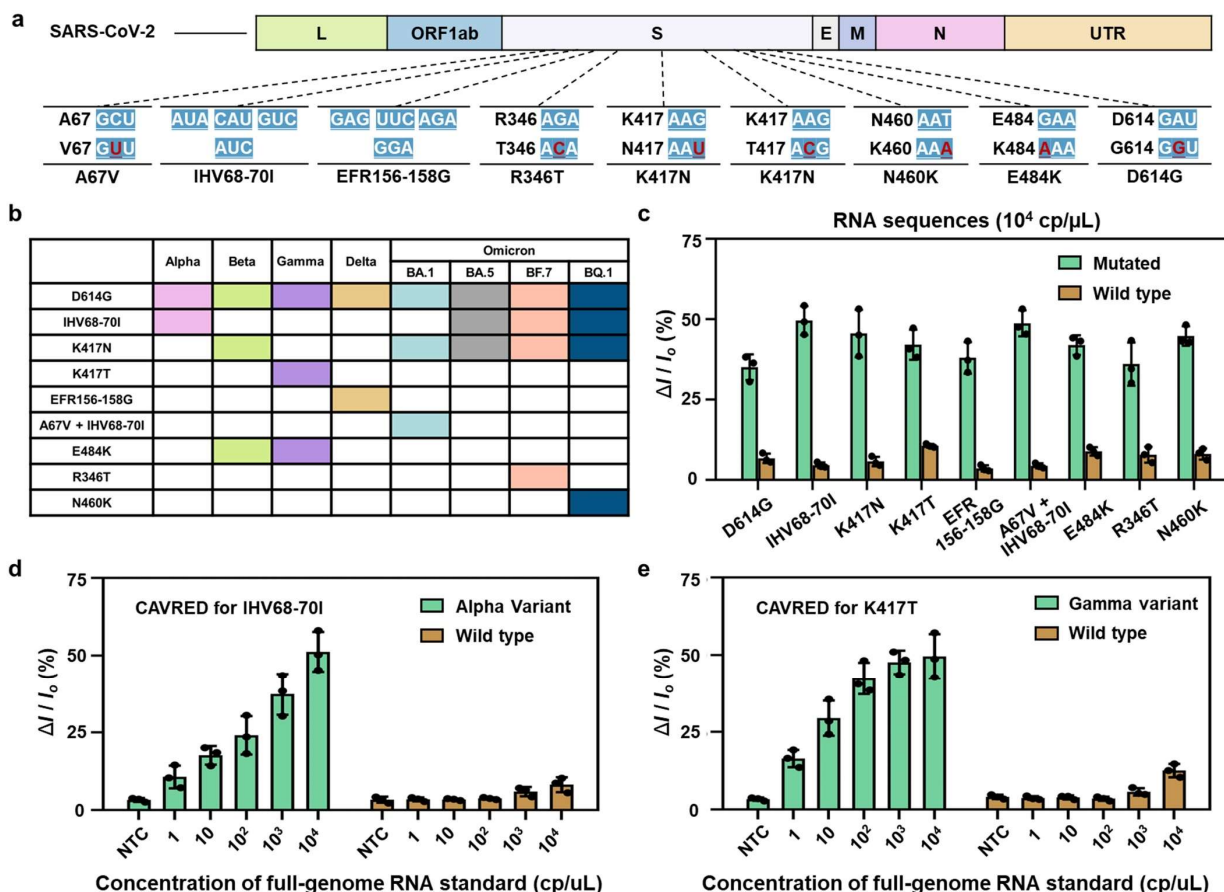 a
SARS-CoV-2 L ORF1ab S E M N UTR
A67 GCU AUA CAU GUC GAG UUC AGA R346 AGA K417 AAG K417 AAG N460 AAT E484 GAA D614 GAU
V67 GUU AUC GGA T346 ACA N417 AAU T417 ACG K460 AAA K484 AAA G614 GGU
A67V IHV68-70I EFR156-158G R346T K417N K417N N460K E484K D614G
b
Alpha Beta Gamma Delta Omicron
BA.1 BA.5 BF.7 BQ.1
D614G
IHV68-70I
K417N
K417T
EFR156-158G
A67V + IHV68-70I
E484K
R346T
N460K
c
RNA sequences (10⁴ cp/μL)
ΔI / Iₒ (%)
75
50
25
0
Mutated
Wild type
D614G
IHV68-70I
K417N
K417T
EFR
156-158G
A67V +
IHV68-70I
E484K
R346T
N460K
d
ΔI / Iₒ (%)
75
50
25
0
CAVRED for IHV68-70I
Alpha Variant
Wild type
NTC 1 10 10² 10³ 10⁴ NTC 1 10 10² 10³ 10⁴
Concentration of full-genome RNA standard (cp/uL)
e
ΔI / Iₒ (%)
75
50
25
0
CAVRED for K417T
Gamma variant
Wild type
NTC 1 10 10² 10³ 10⁴ NTC 1 10 10² 10³ 10⁴
Concentration of full-genome RNA standard (cp/uL)